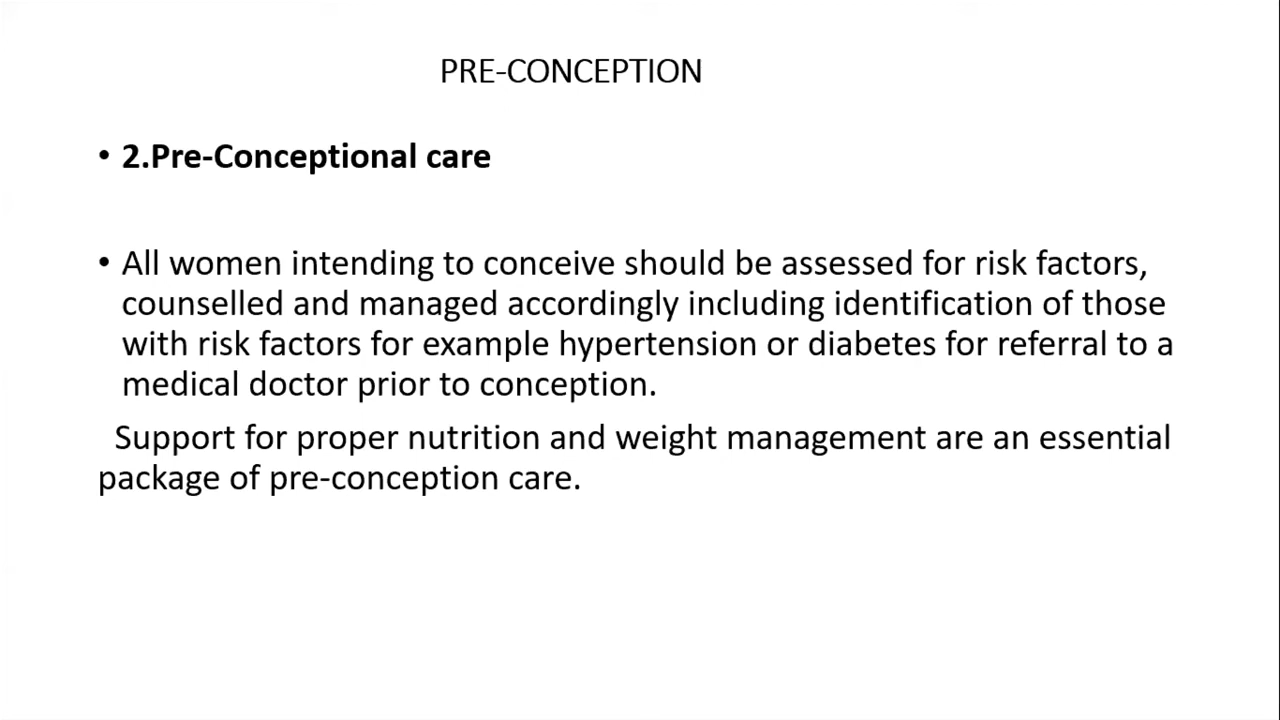 PRE-CONCEPTION
• 2.Pre-Conceptional care
• All women intending to conceive should be assessed for risk factors,
counselled and managed accordingly including identification of those
with risk factors for example hypertension or diabetes for referral to a
medical doctor prior to conception.
Support for proper nutrition and weight management are an essential
package of pre-conception care.